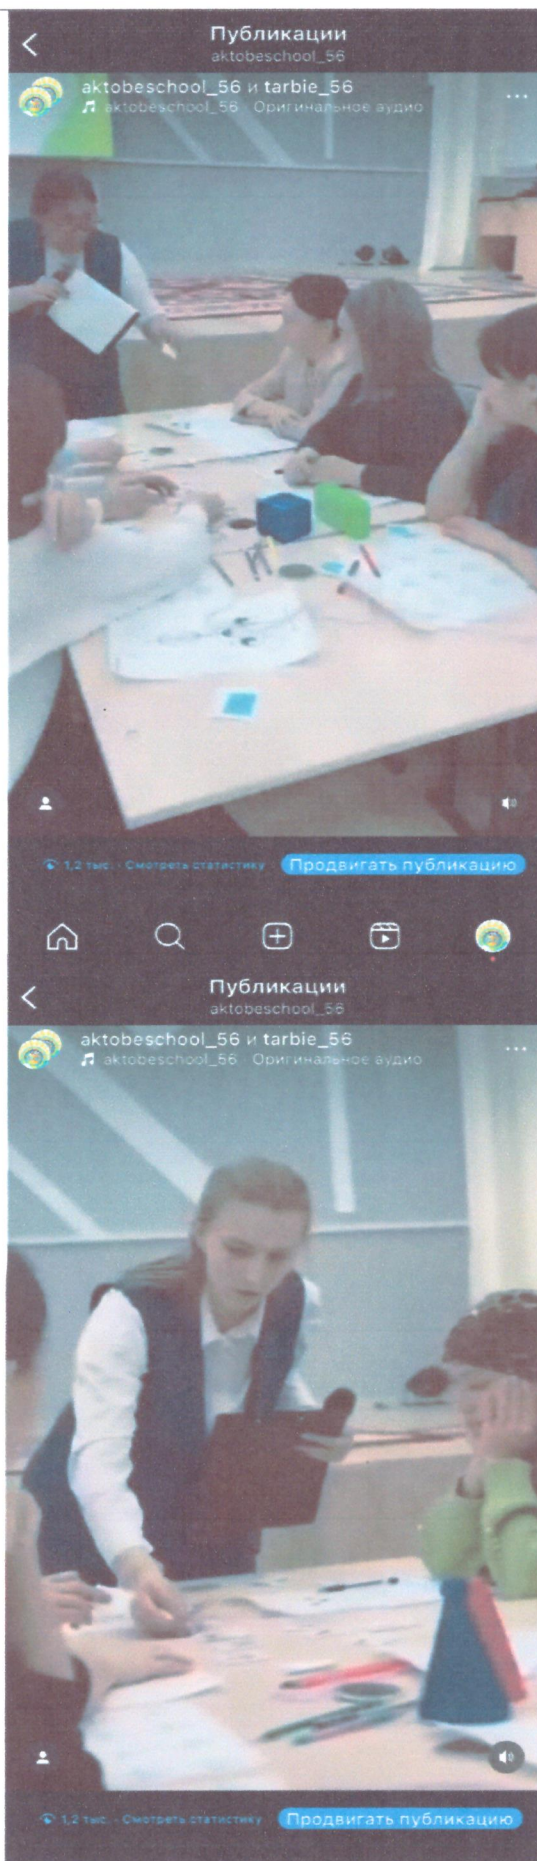 Публикации
aktobeschool_56
aktobeschool_56 и tarbie_56
aktobeschool_56 · Оригинальное аудио
1,2 тыс. · Смотреть статистику
Продвигать публикацию
Публикации
aktobeschool_56
aktobeschool_56 и tarbie_56
aktobeschool_56 · Оригинальное аудио
1,2 тыс. · Смотреть статистику
Продвигать публикацию